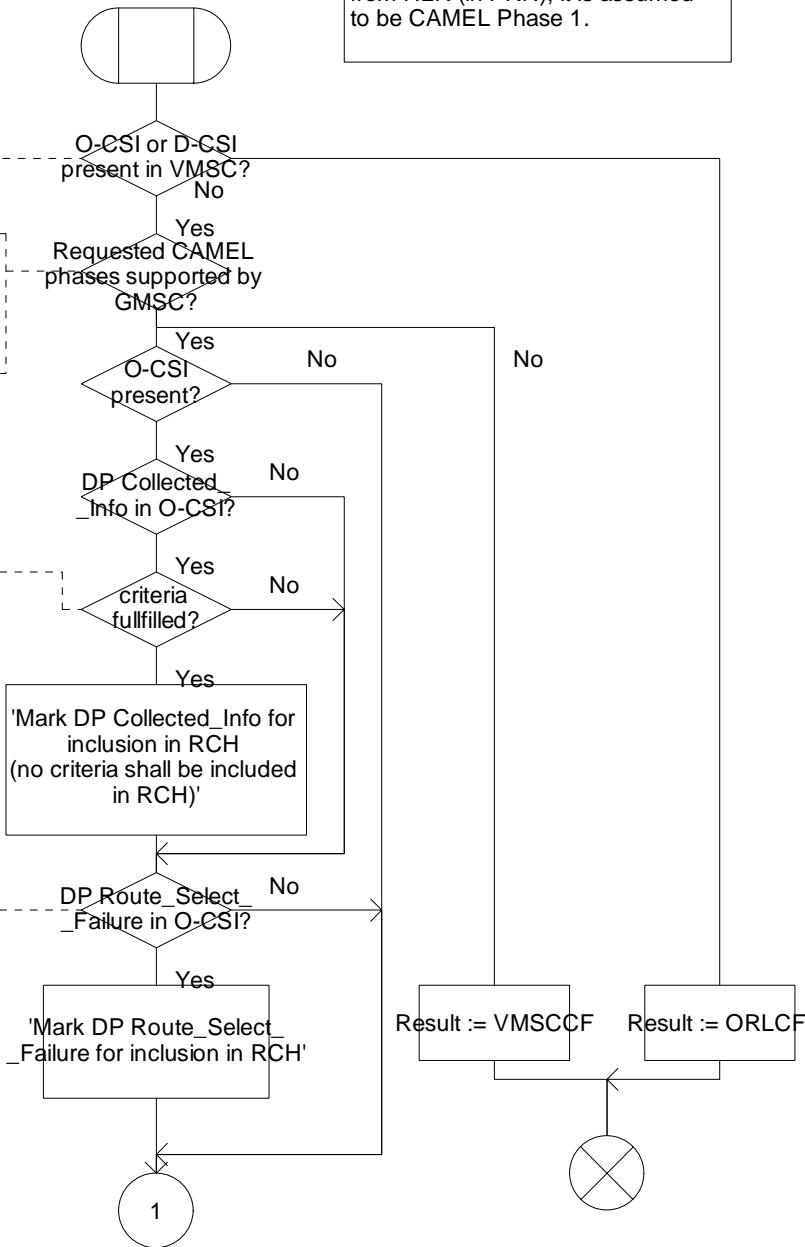 to be CAMEL Phase 1.
O-CSI or D-CSI
present in VMSC?
No
Yes
Requested CAMEL
phases supported by
GMSC?
Yes
No
No
O-CSI
present?
Yes
No
DP Collected_
_Info in O-CSI?
Yes
No
criteria
fullfilled?
Yes
'Mark DP Collected_Info for
inclusion in RCH
(no criteria shall be included
in RCH)'
DP Route_Select_
_Failure in O-CSI?
No
Yes
'Mark DP Route_Select_
_Failure for inclusion in RCH'
Result := VMSCCF
Result := ORLCF
1